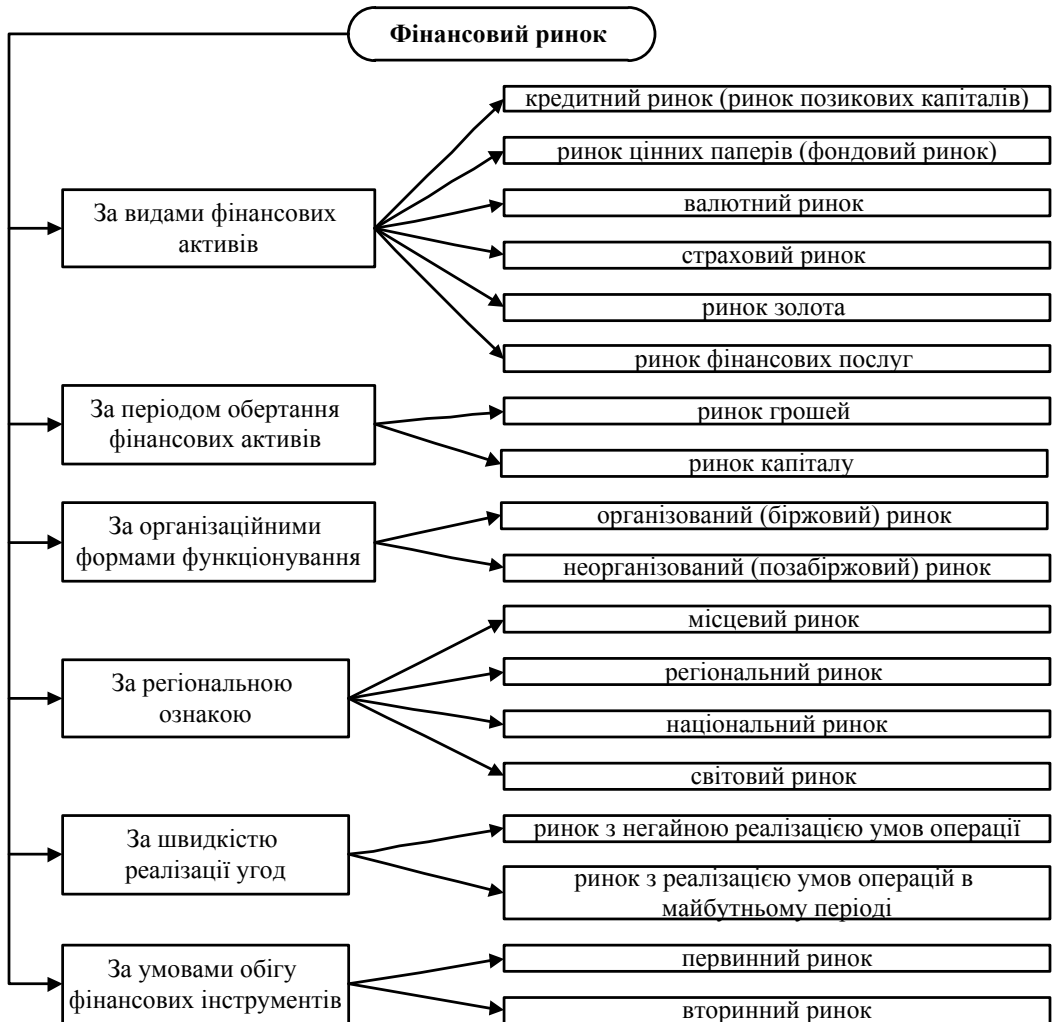 Фінансовий ринок
За видами фінансових
активів
кредитний ринок (ринок позикових капіталів)
ринок цінних паперів (фондовий ринок)
валютний ринок
страховий ринок
ринок золота
ринок фінансових послуг
За періодом обертання
фінансових активів
ринок грошей
ринок капіталу
За організаційними
формами функціонування
організований (біржовий) ринок
неорганізований (позабіржовий) ринок
За регіональною
ознакою
місцевий ринок
регіональний ринок
національний ринок
світовий ринок
За швидкістю
реалізації угод
ринок з негайною реалізацією умов операції
ринок з реалізацією умов операцій в
майбутньому періоді
За умовами обігу
фінансових інструментів
первинний ринок
вторинний ринок